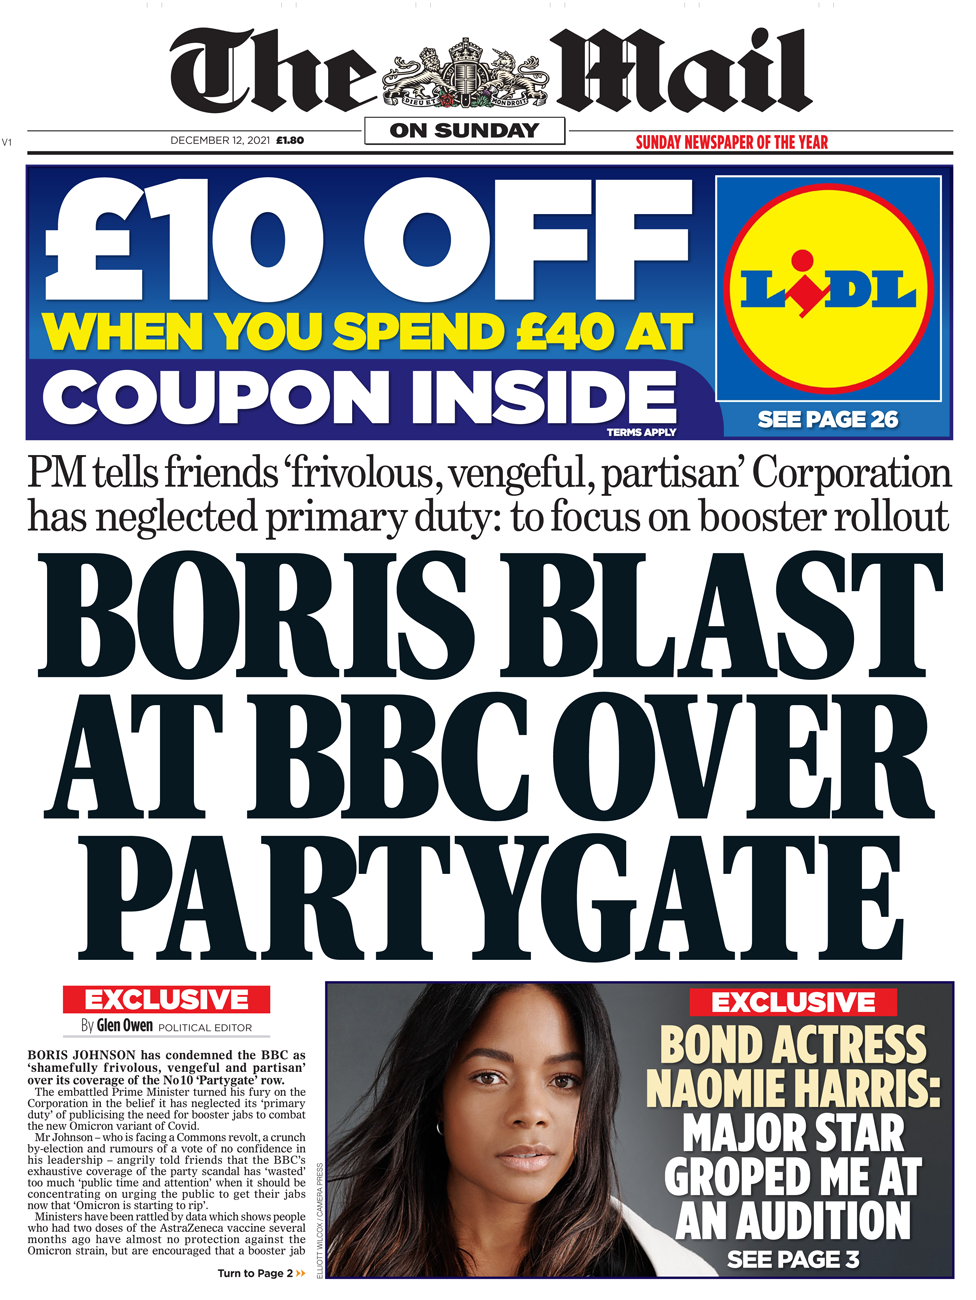 The Mail
DIEU ET MON DROIT
ON SUNDAY
V1
DECEMBER 12, 2021 £1.80
SUNDAY NEWSPAPER OF THE YEAR
£10 OFF
WHEN YOU SPEND £40 AT
COUPON INSIDE
TERMS APPLY
LIDL
SEE PAGE 26
PM tells friends ‘frivolous, vengeful, partisan’ Corporation
has neglected primary duty: to focus on booster rollout
BORIS BLAST
AT BBC OVER
PARTYGATE
EXCLUSIVE
By Glen Owen POLITICAL EDITOR
BORIS JOHNSON has condemned the BBC as
‘shamefully frivolous, vengeful and partisan’
over its coverage of the No10 ‘Partygate’ row.
The embattled Prime Minister turned his fury on the
Corporation in the belief it has neglected its ‘primary
duty’ of publicising the need for booster jabs to combat
the new Omicron variant of Covid.
Mr Johnson – who is facing a Commons revolt, a crunch
by-election and rumours of a vote of no confidence in
his leadership – angrily told friends that the BBC’s
exhaustive coverage of the party scandal has ‘wasted’
too much ‘public time and attention’ when it should be
concentrating on urging the public to get their jabs
now that ‘Omicron is starting to rip’.
Ministers have been rattled by data which shows people
who had two doses of the AstraZeneca vaccine several
months ago have almost no protection against the
Omicron strain, but are encouraged that a booster jab
Turn to Page 2
ELLIOTT WILCOX / CAMERA PRESS
EXCLUSIVE
BOND ACTRESS
NAOMIE HARRIS:
MAJOR STAR
GROPED ME AT
AN AUDITION
SEE PAGE 3